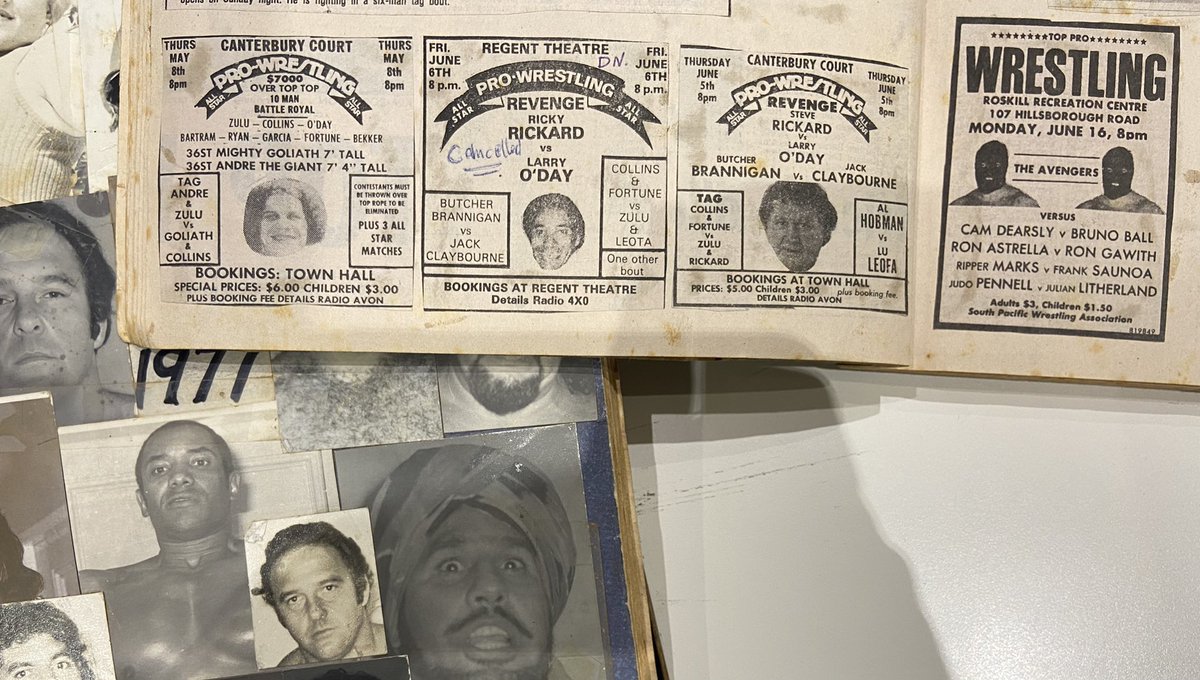 opens on Sunday night. He is fighting in a six-man tag bout.
THURS
MAY
8th
8pm
CANTERBURY COURT
THURS
MAY
8th
8pm
ALL STAR PRO-WRESTLING ALL STAR
$7000
OVER TOP TOP
10 MAN
BATTLE ROYAL
ZULU – COLLINS – O'DAY
BARTRAM – RYAN – GARCIA – FORTUNE – BEKKER
36ST MIGHTY GOLIATH 7' TALL
36ST ANDRE THE GIANT 7' 4" TALL
TAG
ANDRE
&
ZULU
Vs
GOLIATH
&
COLLINS
CONTESTANTS MUST
BE THROWN OVER
TOP ROPE TO BE
ELIMINATED
PLUS 3 ALL
STAR
MATCHES
BOOKINGS: TOWN HALL
SPECIAL PRICES: $6.00 CHILDREN $3.00
PLUS BOOKING FEE DETAILS RADIO AVON
FRI.
JUNE
6TH
8 p.m.
REGENT THEATRE
DN.
FRI.
JUNE
6TH
8 p.m.
ALL STAR PRO-WRESTLING ALL STAR
REVENGE
RICKY
RICKARD
vs
LARRY
O'DAY
Cancelled
BUTCHER
BRANNIGAN
vs
JACK
CLAYBOURNE
COLLINS
&
FORTUNE
vs
ZULU
&
LEOTA
One other
bout
BOOKINGS AT REGENT THEATRE
Details Radio 4X0
THURSDAY
JUNE
5th
8pm
CANTERBURY COURT
THURSDAY
JUNE
5th
8pm
ALL STAR PRO-WRESTLING ALL STAR
REVENGE
STEVE
RICKARD
Vs
LARRY
O'DAY
BUTCHER
BRANNIGAN Vs JACK CLAYBOURNE
TAG
COLLINS
&
FORTUNE
Vs
ZULU
&
RICKARD
AL
HOBMAN
Vs
LU
LEOFA
BOOKINGS AT TOWN HALL
PRICES: $5.00 Children $3.00 plus booking fee.
DETAILS RADIO AVON
********TOP PRO********
WRESTLING
ROSKILL RECREATION CENTRE
107 HILLSBOROUGH ROAD
MONDAY, JUNE 16, 8pm
THE AVENGERS
VERSUS
CAM DEARSLY v BRUNO BALL
RON ASTRELLA v RON GAWITH
RIPPER MARKS v FRANK SAUNOA
JUDO PENNELL v JULIAN LITHERLAND
Adults $3, Children $1.50
South Pacific Wrestling Association
819849
1977